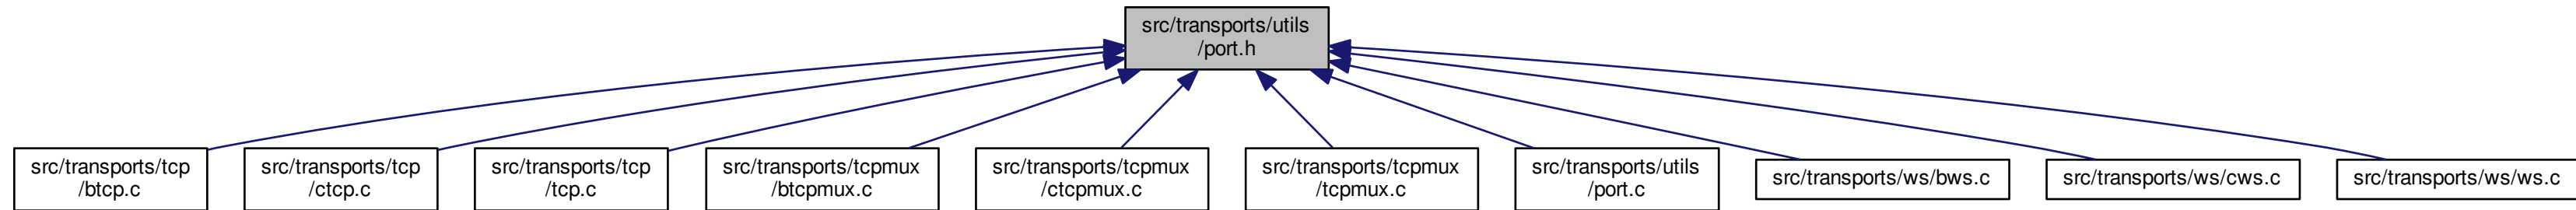 src/transports/utils
/port.h
src/transports/tcp
/btcp.c
src/transports/tcp
/ctcp.c
src/transports/tcp
/tcp.c
src/transports/tcpmux
/btcpmux.c
src/transports/tcpmux
/ctcpmux.c
src/transports/tcpmux
/tcpmux.c
src/transports/utils
/port.c
src/transports/ws/bws.c
src/transports/ws/cws.c
src/transports/ws/ws.c